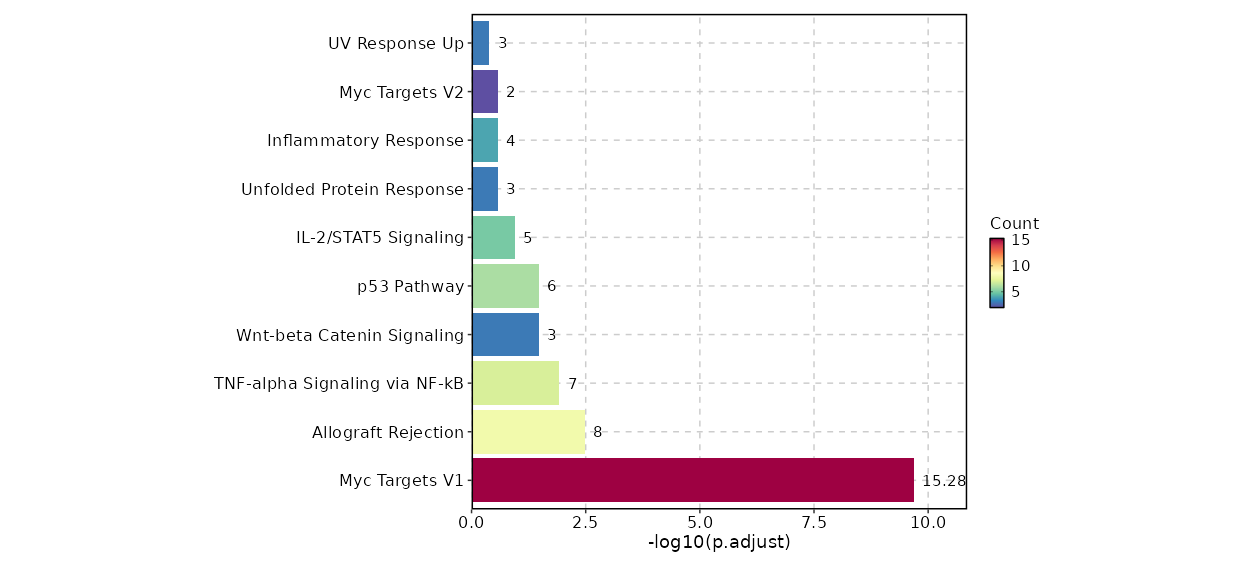 UV Response Up 3
Myc Targets V2 2
Inflammatory Response 4
Unfolded Protein Response 3
IL-2/STAT5 Signaling 5
p53 Pathway 6
Wnt-beta Catenin Signaling 3
TNF-alpha Signaling via NF-kB 7
Allograft Rejection 8
Myc Targets V1 15.28
0.0 2.5 5.0 7.5 10.0
-log10(p.adjust)
Count
15
10
5